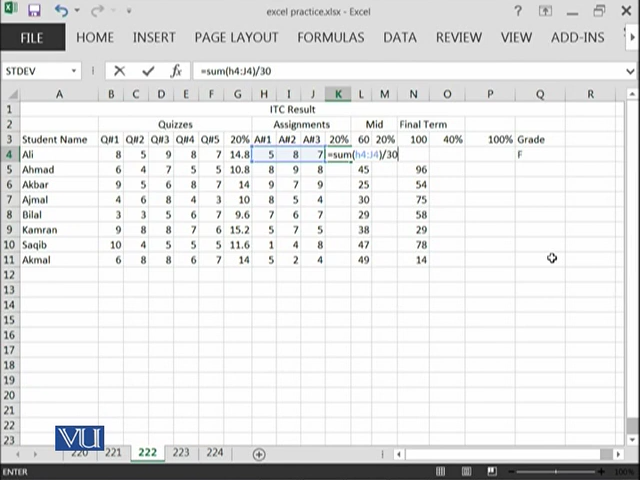 excel practice.xlsx - Excel
FILE HOME INSERT PAGE LAYOUT FORMULAS DATA REVIEW VIEW ADD-INS
STDEV fx =sum(h4:J4)/30
A B C D E F G H I J K L M N O P Q R
1 ITC Result
2 Quizzes Assignments Mid Final Term
3 Student Name Q#1 Q#2 Q#3 Q#4 Q#5 20% A#1 A#2 A#3 20% 60 20% 100 40% 100% Grade
4 Ali 8 5 9 8 7 14.8 5 8 7 =sum(h4:J4)/30 F
5 Ahmad 6 4 7 5 5 10.8 8 9 8 45 96
6 Akbar 9 5 6 8 7 14 9 7 9 25 54
7 Ajmal 4 6 8 4 3 10 8 5 4 30 75
8 Bilal 3 3 5 6 7 9.6 7 6 7 29 58
9 Kamran 9 8 8 7 6 15.2 5 7 5 38 29
10 Saqib 10 4 5 5 5 11.6 1 4 8 47 78
11 Akmal 6 8 8 6 7 14 5 2 4 49 14
12
13
14
15
16
17
18
19
20
21
22
23
VU
220 221 222 223 224
ENTER 100%